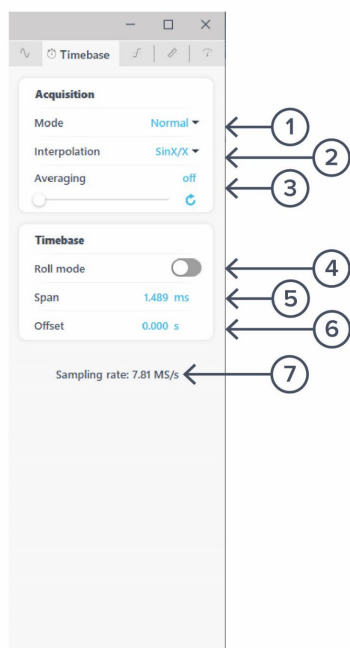 Timebase
Acquisition
Mode Normal
1
Interpolation SinX/X
2
Averaging off
3
Timebase
Roll mode
4
Span 1.489 ms
5
Offset 0.000 s
6
Sampling rate: 7.81 MS/s
7